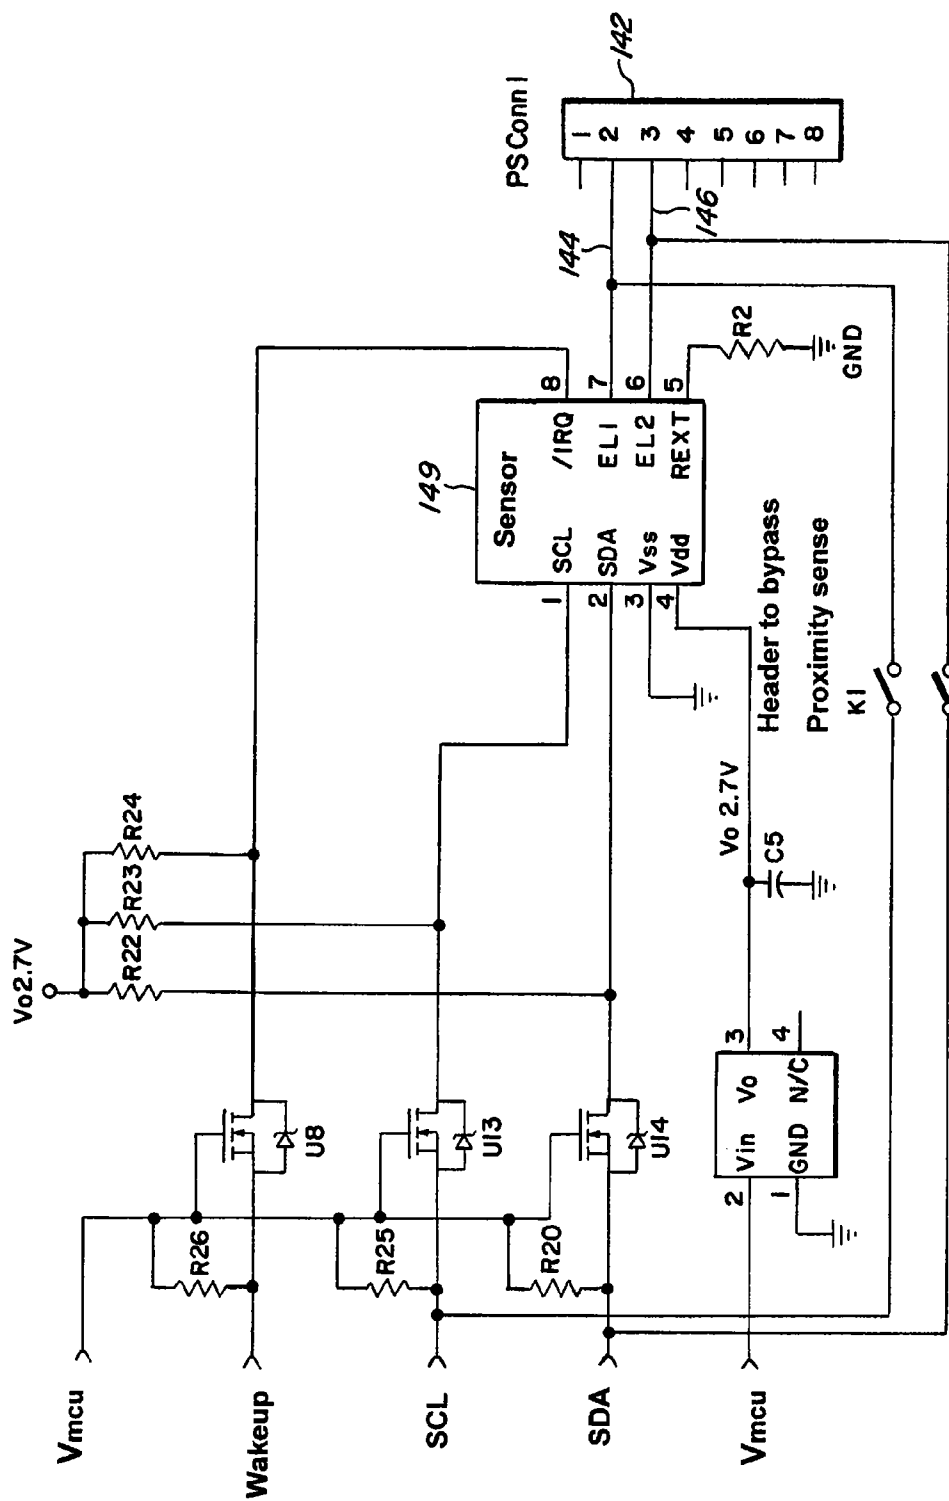 Vo2.7V
R22
R23
R24
Vmcu
Wakeup
R26
U8
SCL
R25
U13
SDA
R20
U14
Vmcu
2
1
Vin
GND
Vo
N/C
3
4
Vo 2.7V
C5
149
Sensor
1
2
3
4
SCL
SDA
Vss
Vdd
/IRQ
EL1
EL2
REXT
8
7
6
5
R2
GND
Header to bypass
Proximity sense
K1
144
146
PS Conn 1
142
1
2
3
4
5
6
7
8